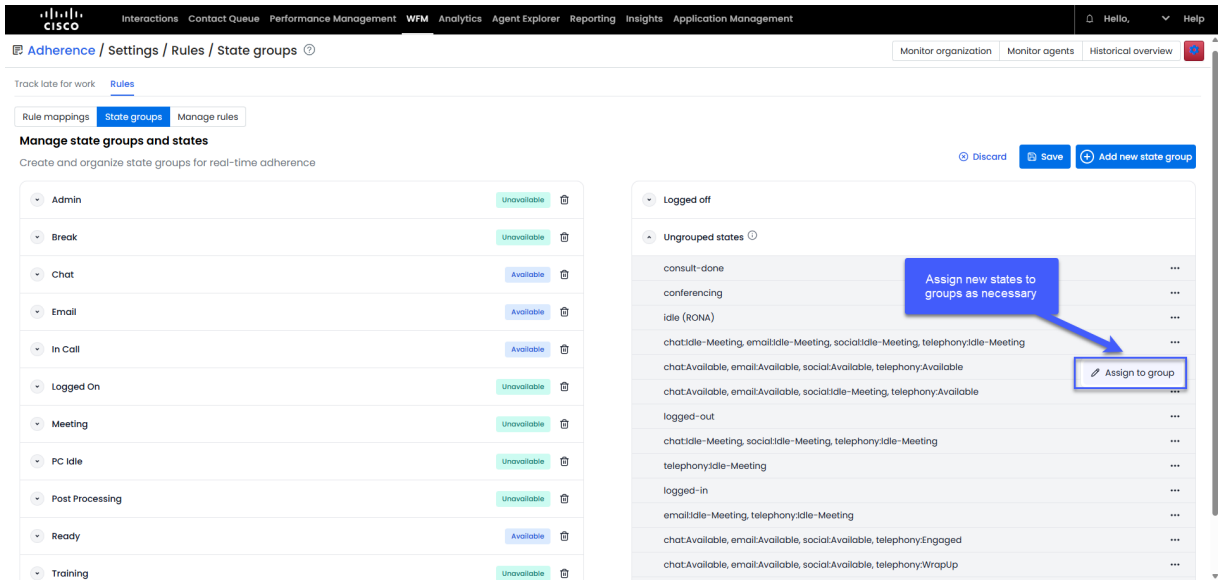 CISCO
Interactions Contact Queue Performance Management WFM Analytics Agent Explorer Reporting Insights Application Management
Hello, Help
Adherence / Settings / Rules / State groups
Monitor organization Monitor agents Historical overview
Track late for work Rules
Rule mappings State groups Manage rules
Manage state groups and states
Create and organize state groups for real-time adherence
Discard Save Add new state group
Admin Unavailable
Break Unavailable
Chat Available
Email Available
In Call Available
Logged On Unavailable
Meeting Unavailable
PC Idle Unavailable
Post Processing Unavailable
Ready Available
Training Unavailable
Logged off
Ungrouped states
consult-done
conferencing
idle (RONA)
chat:Idle-Meeting, email:Idle-Meeting, social:Idle-Meeting, telephony:Idle-Meeting
chat:Available, email:Available, social:Available, telephony:Available
chat:Available, email:Available, social:Idle-Meeting, telephony:Available
logged-out
chat:Idle-Meeting, social:Idle-Meeting, telephony:Idle-Meeting
telephony:Idle-Meeting
logged-in
email:Idle-Meeting, telephony:Idle-Meeting
chat:Available, email:Available, social:Available, telephony:Engaged
chat:Available, email:Available, social:Available, telephony:WrapUp
Assign new states to
groups as necessary
Assign to group